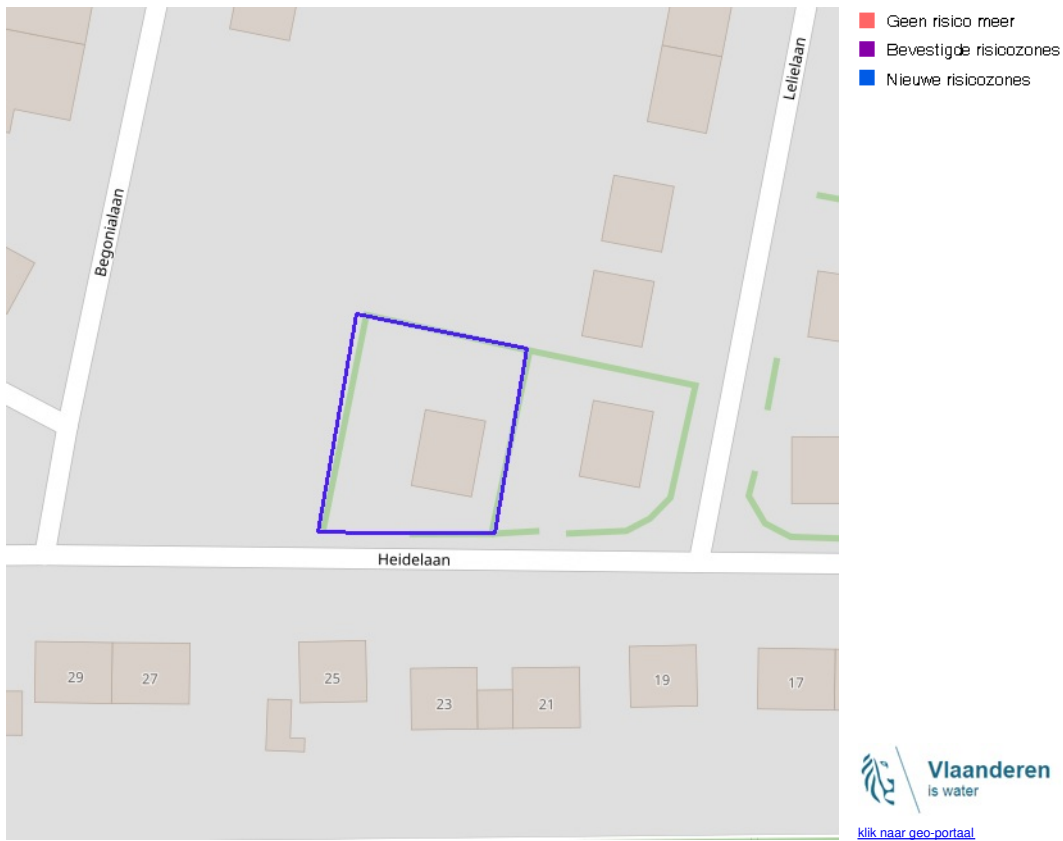 Begonialaan
Lelielaan
Heidelaan
29
27
25
23
21
19
17
Geen risico meer
Bevestigde risicozones
Nieuwe risicozones
Vlaanderen
is water
klik naar geo-portaal